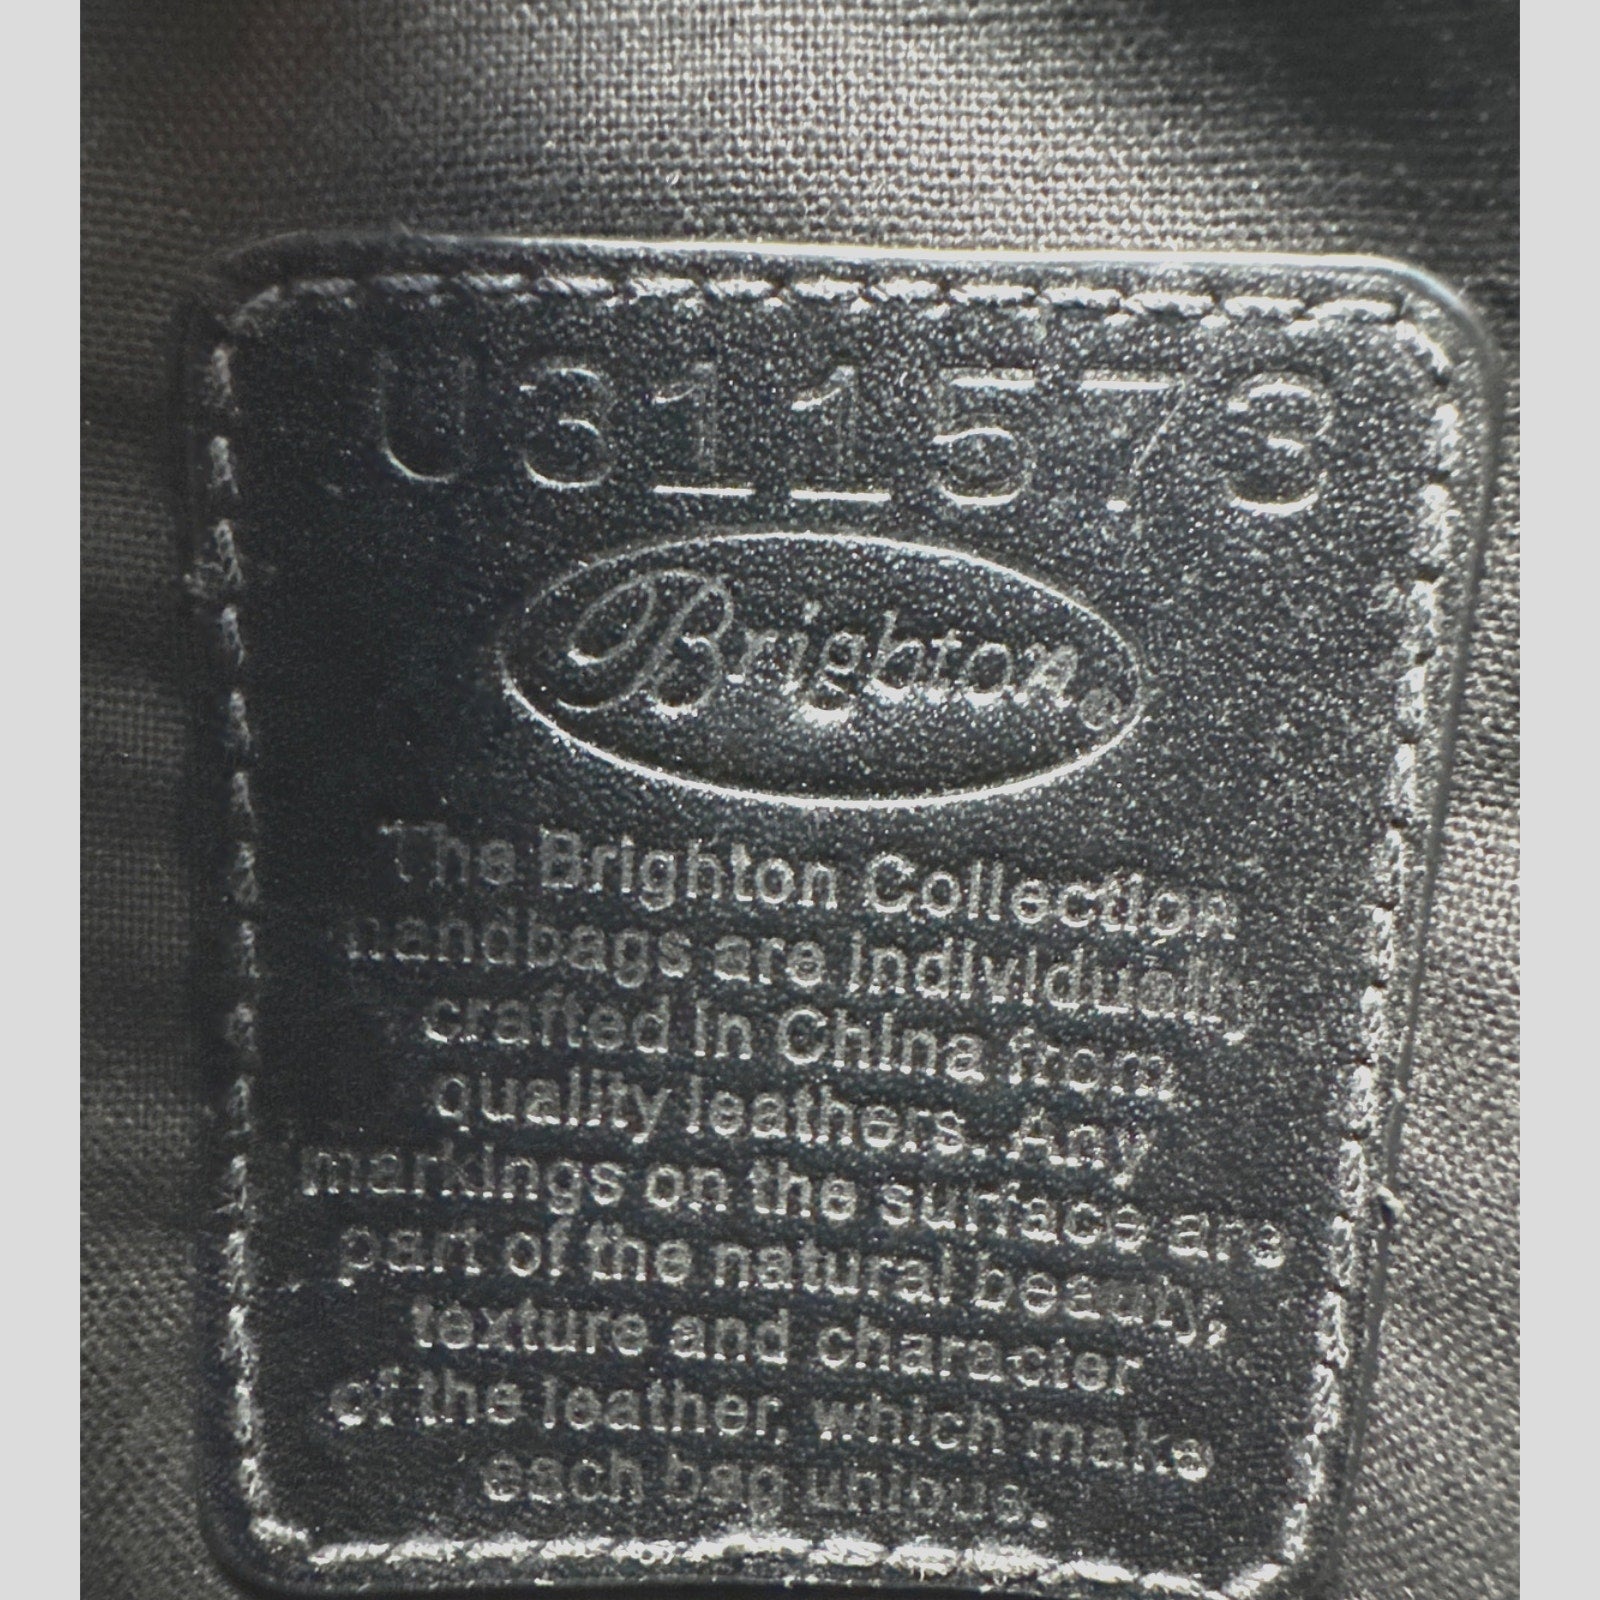 U311573
Brighton®
The Brighton Collection
handbags are individually
crafted in China from
quality leathers. Any
markings on the surface are
part of the natural beauty,
texture and character
of the leather, which make
each bag unique.